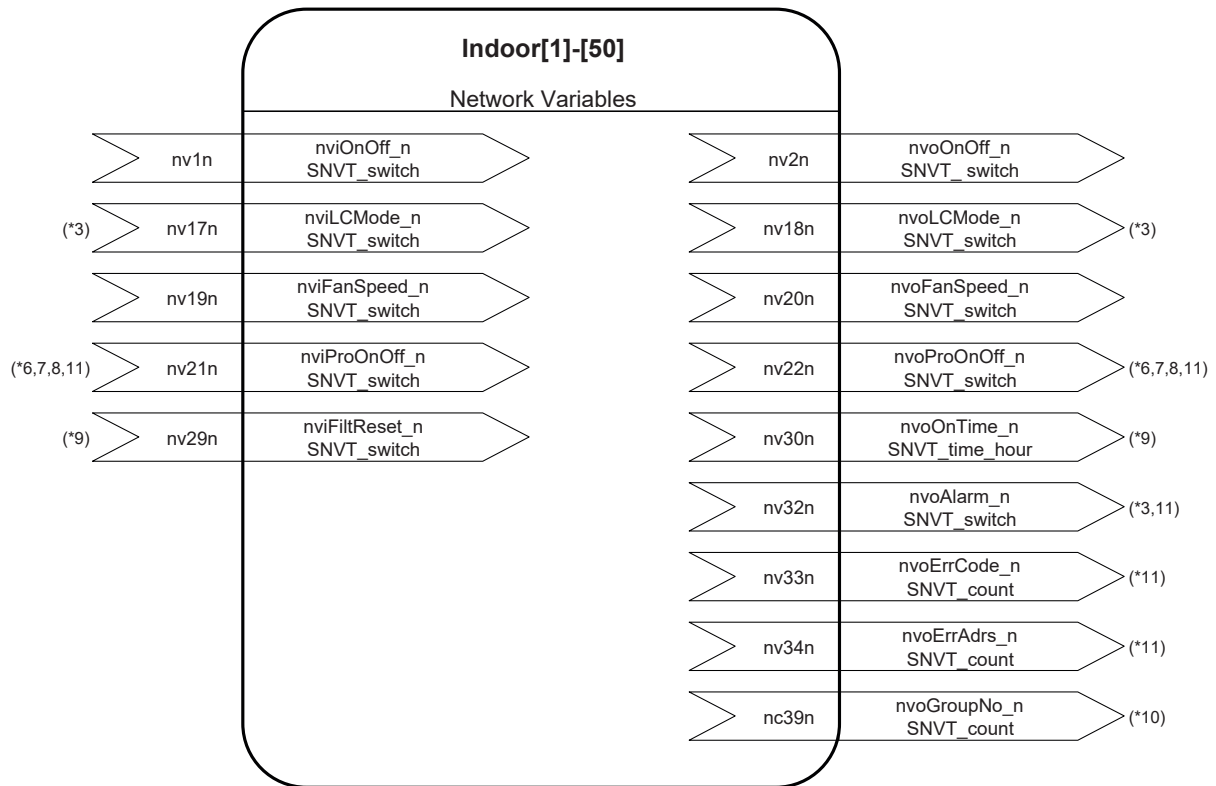 Indoor[1]-[50]
Network Variables
nv1n
nviOnOff_n
SNVT_switch
nv2n
nvoOnOff_n
SNVT_ switch
(*3)
nv17n
nviLCMode_n
SNVT_switch
nv18n
nvoLCMode_n
SNVT_switch
(*3)
nv19n
nviFanSpeed_n
SNVT_switch
nv20n
nvoFanSpeed_n
SNVT_switch
(*6,7,8,11)
nv21n
nviProOnOff_n
SNVT_switch
nv22n
nvoProOnOff_n
SNVT_switch
(*6,7,8,11)
(*9)
nv29n
nviFiltReset_n
SNVT_switch
nv30n
nvoOnTime_n
SNVT_time_hour
(*9)
nv32n
nvoAlarm_n
SNVT_switch
(*3,11)
nv33n
nvoErrCode_n
SNVT_count
(*11)
nv34n
nvoErrAdrs_n
SNVT_count
(*11)
nc39n
nvoGroupNo_n
SNVT_count
(*10)